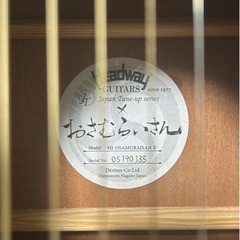 Headway
GUITARS since 1977
Japan Tune-up series
×
おきむらいさん
Model HJ-OSAMURAISAN II
Serial No. 05190135
Deviser Co Ltd
Matsumoto Nagano Japan